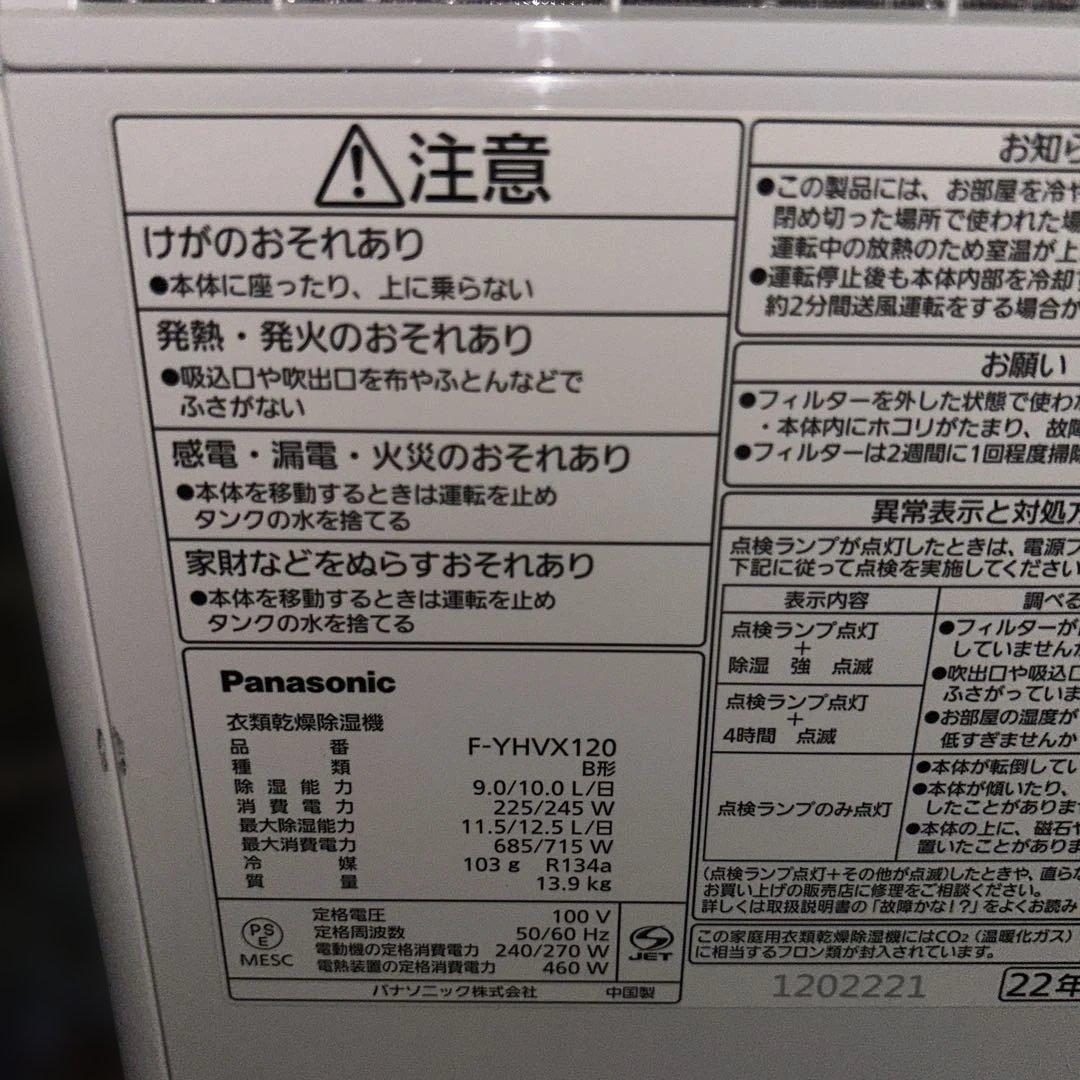 注意
けがのおそれあり
●本体に座ったり、上に乗らない
発熱・発火のおそれあり
●吸込口や吹出口を布やふとんなどで
ふさがない
感電・漏電・火災のおそれあり
●本体を移動するときは運転を止め
タンクの水を捨てる
家財などをぬらすおそれあり
●本体を移動するときは運転を止め
タンクの水を捨てる
Panasonic
衣類乾燥除湿機
品番 F-YHVX120
種類 B形
除湿能力 9.0/10.0 L/日
消費電力 225/245 W
最大除湿能力 11.5/12.5 L/日
最大消費電力 685/715 W
冷媒 103 g R134a
質量 13.9 kg
PSE
MESC
定格電圧 100 V
定格周波数 50/60 Hz
電動機の定格消費電力 240/270 W
電熱装置の定格消費電力 460 W
JET
パナソニック株式会社 中国製
お知ら
●この製品には、お部屋を冷や
閉め切った場所で使われた場
運転中の放熱のため室温が上
●運転停止後も本体内部を冷却
約2分間送風運転をする場合か
お願い
●フィルターを外した状態で使わ
・本体内にホコリがたまり、故障
●フィルターは2週間に1回程度掃除
異常表示と対処方
点検ランプが点灯したときは、電源プ
下記に従って点検を実施してください
表示内容 調べる
点検ランプ点灯
+
除湿 強 点滅
●フィルターが
していませんか
●吹出口や吸込口
ふさがっていま
点検ランプ点灯
+
4時間 点滅
●お部屋の湿度が
低すぎませんか
点検ランプのみ点灯
●本体が転倒してい
●本体が傾いたり、
したことがありま
●本体の上に、磁石や
置いたことがありま
(点検ランプ点灯+その他が点滅)したときや、直らな
お買い上げの販売店に修理をご相談ください。
詳しくは取扱説明書の「故障かな!?」をよくお読み
この家庭用衣類乾燥除湿機にはCO₂(温暖化ガス)
に相当するフロン類が封入されています。
1202221
22年